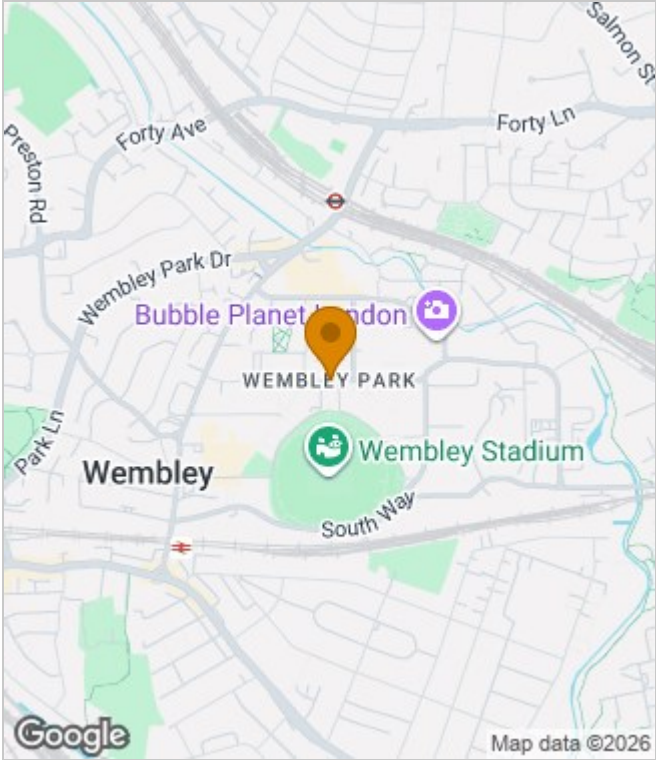 Salmon St
Forty Ave
Forty Ln
Preston Rd
Wembley Park Dr
Bubble Planet London
WEMBLEY PARK
Park Ln
Wembley Stadium
Wembley
South Way
Google
Map data ©2026